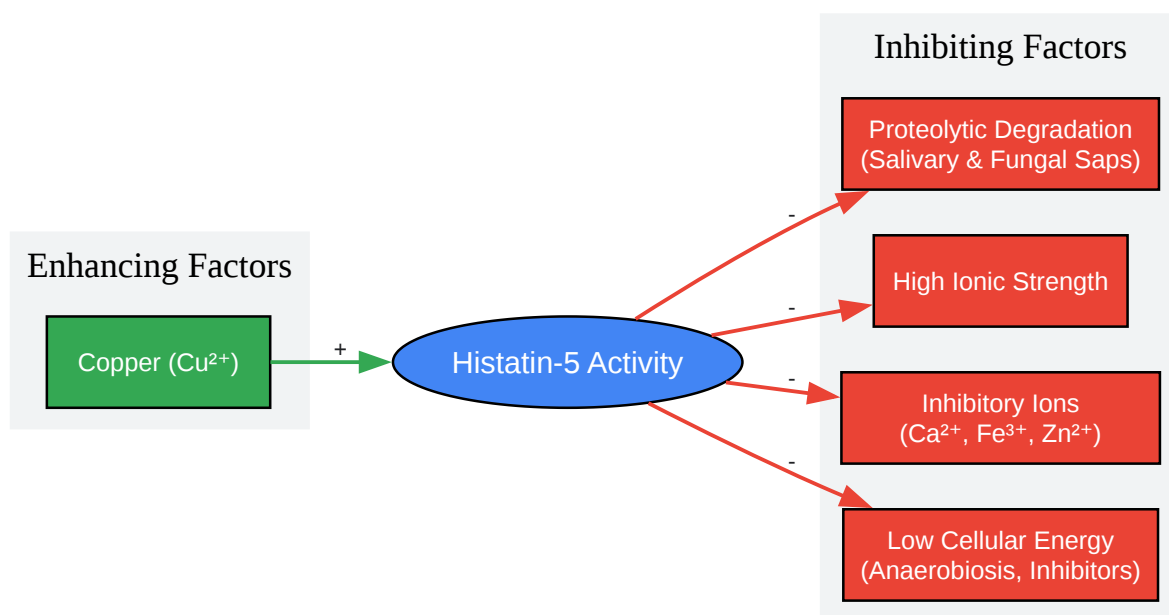 Enhancing Factors
Copper (Cu²⁺)
+
Histatin-5 Activity
Inhibiting Factors
-
Proteolytic Degradation
(Salivary & Fungal Saps)
-
High Ionic Strength
-
Inhibitory Ions
(Ca²⁺, Fe³⁺, Zn²⁺)
-
Low Cellular Energy
(Anaerobiosis, Inhibitors)